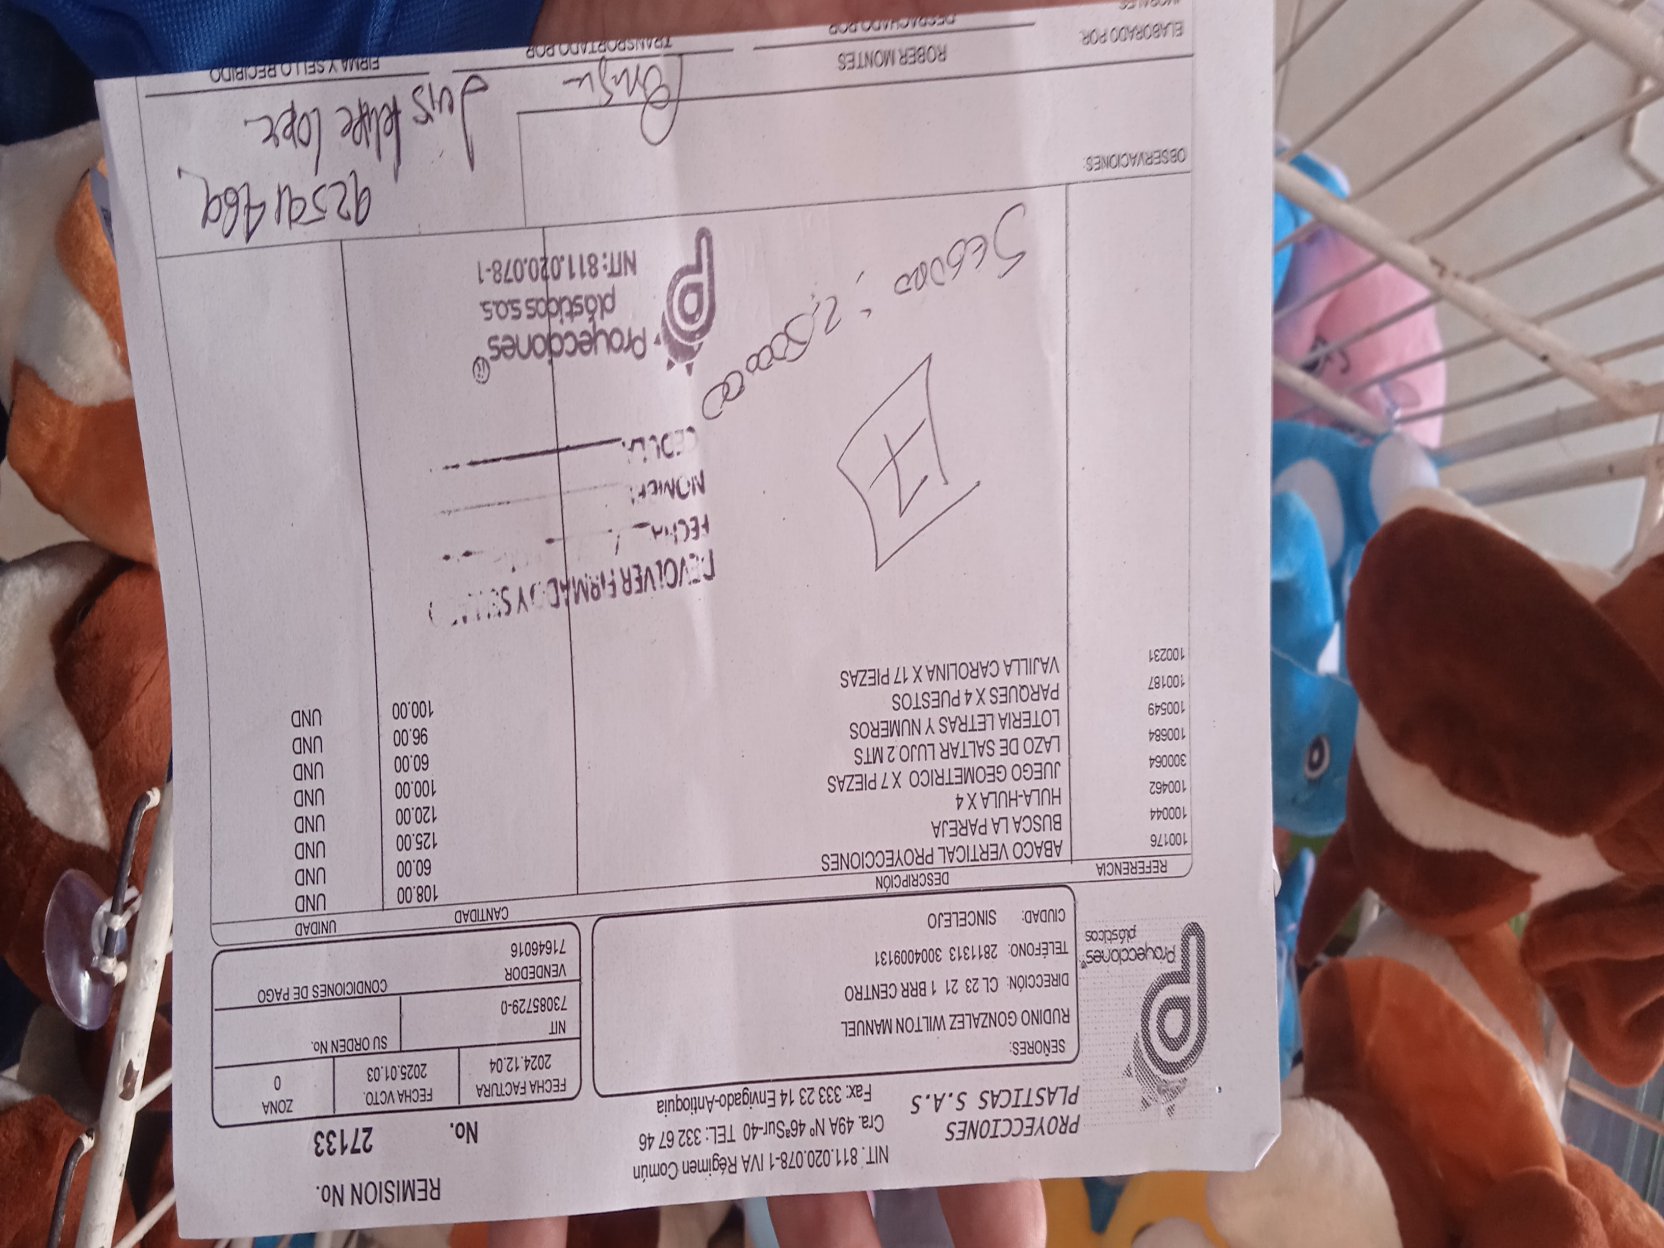 PROYECCIONES
PLASTICAS S.A.S
NIT. 811.020.078-1 IVA Régimen Común
Cra. 49A Nº 46ªSur-40 TEL: 332 67 46
Fax: 333 23 14 Envigado-Antioquia
REMISION No.
No. 27133
Proyecciones®
plásticos
SEÑORES:
RUDINO GONZALEZ WILTON MANUEL
DIRECCIÓN: CL 23 21 1 BRR CENTRO
TELÉFONO: 2811313 3004009131
CIUDAD: SINCELEJO
FECHA FACTURA FECHA VCTO. ZONA
2024.12.04 2025.01.03 0
NIT SU ORDEN No.
73085729-0
VENDEDOR CONDICIONES DE PAGO
71646016
REFERENCIA DESCRIPCIÓN CANTIDAD UNIDAD
100176 ABACO VERTICAL PROYECCIONES 108.00 UND
100044 BUSCA LA PAREJA 60.00 UND
100462 HULA-HULA X 4 125.00 UND
300064 JUEGO GEOMETRICO X 7 PIEZAS 120.00 UND
100684 LAZO DE SALTAR LUJO 2 MTS 100.00 UND
100549 LOTERIA LETRAS Y NUMEROS 60.00 UND
100187 PARQUES X 4 PUESTOS 96.00 UND
100231 VAJILLA CAROLINA X 17 PIEZAS 100.00 UND
DEVOLVER FIRMADO Y
FECHA
CEDULA
Proyecciones®
plásticos s.a.s
NIT: 811.020.078-1
92541469
OBSERVACIONES:
Luis felipe Lope
ELABORADO POR: ROBER MONTES
DESPACHADO POR TRANSPORTADO POR FIRMA Y SELLO RECIBIDO